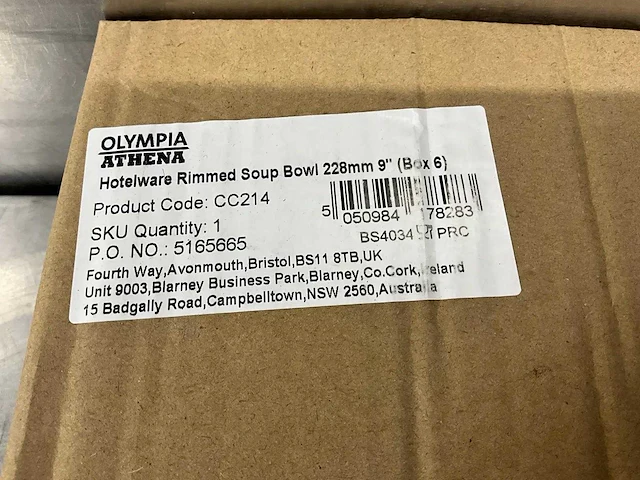 OLYMPIA
ATHENA
Hotelware Rimmed Soup Bowl 228mm 9" (Box 6)
Product Code: CC214
SKU Quantity: 1
P.O. NO.: 5165665
5 050984 178283
BS4034 PRC
Fourth Way,Avonmouth,Bristol,BS11 8TB,UK
Unit 9003,Blarney Business Park,Blarney,Co.Cork,Ireland
15 Badgally Road,Campbelltown,NSW 2560,Australia